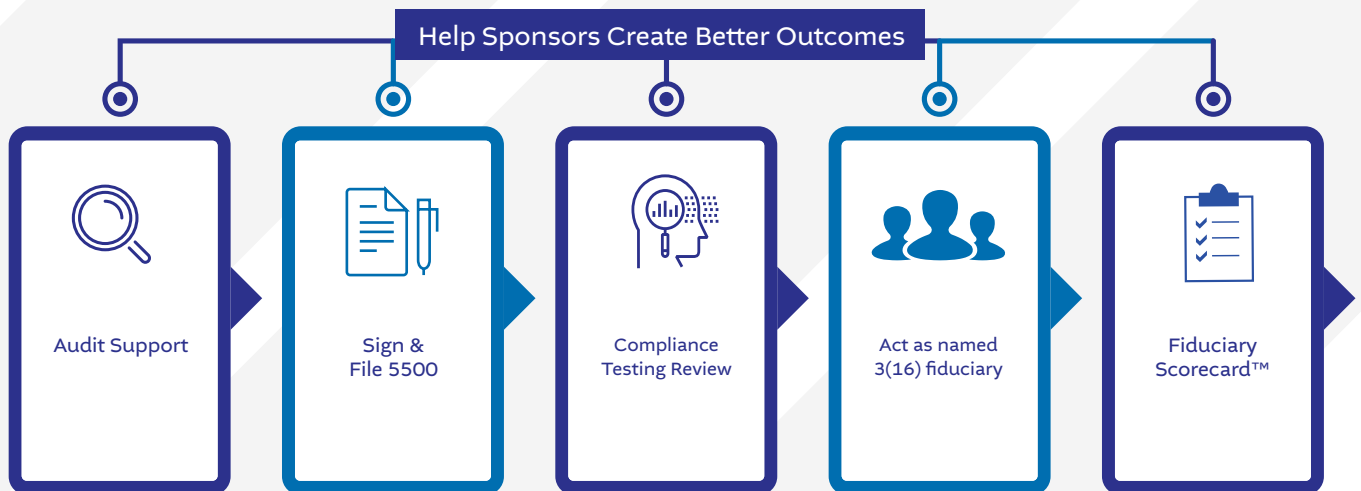 Help Sponsors Create Better Outcomes
Audit Support
Sign &
File 5500
Compliance
Testing Review
Act as named
3(16) fiduciary
Fiduciary
Scorecard™